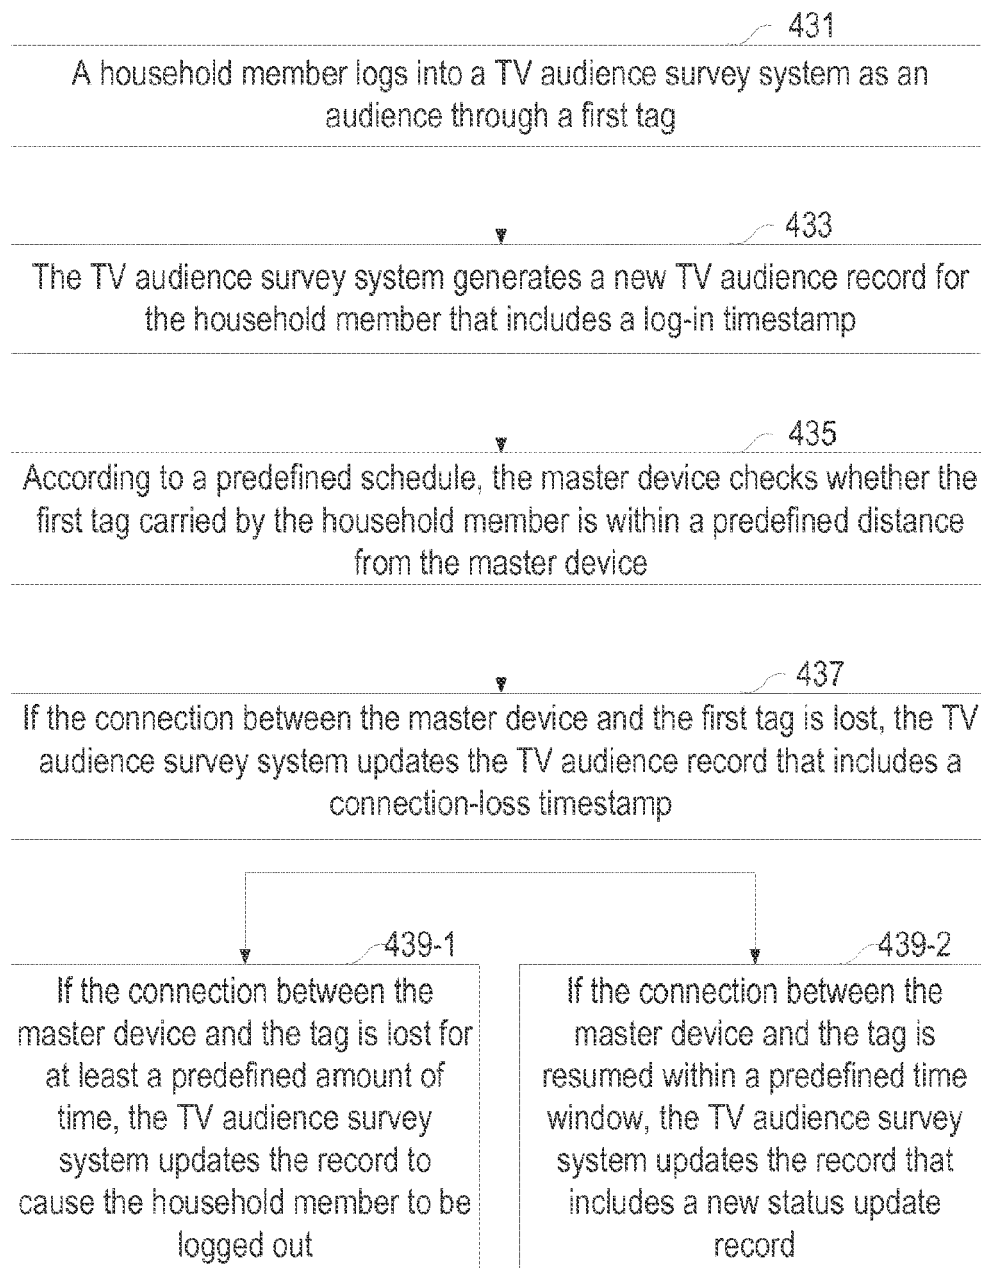 431
A household member logs into a TV audience survey system as an
audience through a first tag
433
The TV audience survey system generates a new TV audience record for
the household member that includes a log-in timestamp
435
According to a predefined schedule, the master device checks whether the
first tag carried by the household member is within a predefined distance
from the master device
437
If the connection between the master device and the first tag is lost, the TV
audience survey system updates the TV audience record that includes a
connection-loss timestamp
439-1
If the connection between the
master device and the tag is lost for
at least a predefined amount of
time, the TV audience survey
system updates the record to
cause the household member to be
logged out
439-2
If the connection between the
master device and the tag is
resumed within a predefined time
window, the TV audience survey
system updates the record that
includes a new status update
record